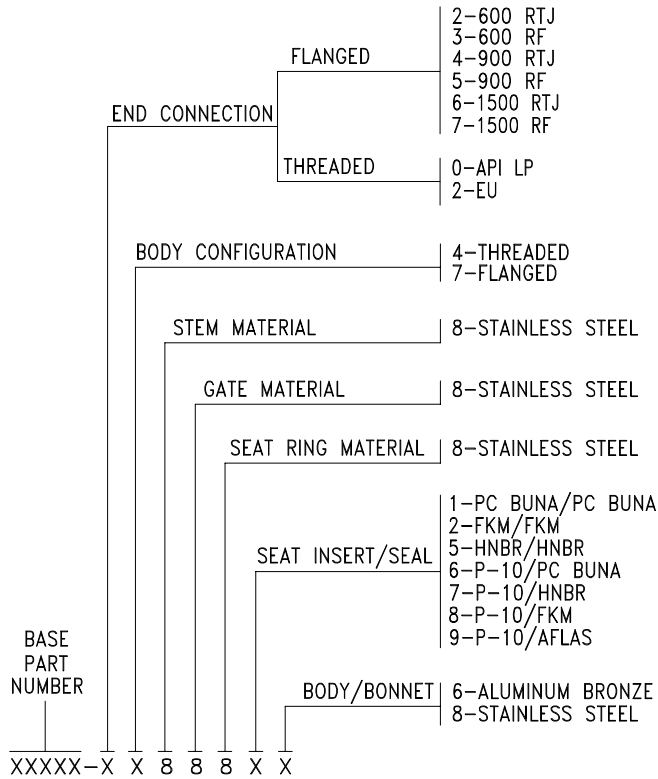 2-600 RTJ
3-600 RF
FLANGED
4-900 RTJ
5-900 RF
6-1500 RTJ
7-1500 RF
END CONNECTION
THREADED
0-API LP
2-EU
BODY CONFIGURATION
4-THREADED
7-FLANGED
STEM MATERIAL
8-STAINLESS STEEL
GATE MATERIAL
8-STAINLESS STEEL
SEAT RING MATERIAL
8-STAINLESS STEEL
1-PC BUNA/PC BUNA
2-FKM/FKM
5-HNBR/HNBR
SEAT INSERT/SEAL
6-P-10/PC BUNA
7-P-10/HNBR
8-P-10/FKM
9-P-10/AFLAS
BASE
PART
NUMBER
BODY/BONNET
6-ALUMINUM BRONZE
8-STAINLESS STEEL
XXXXX-X X 8 8 8 X X